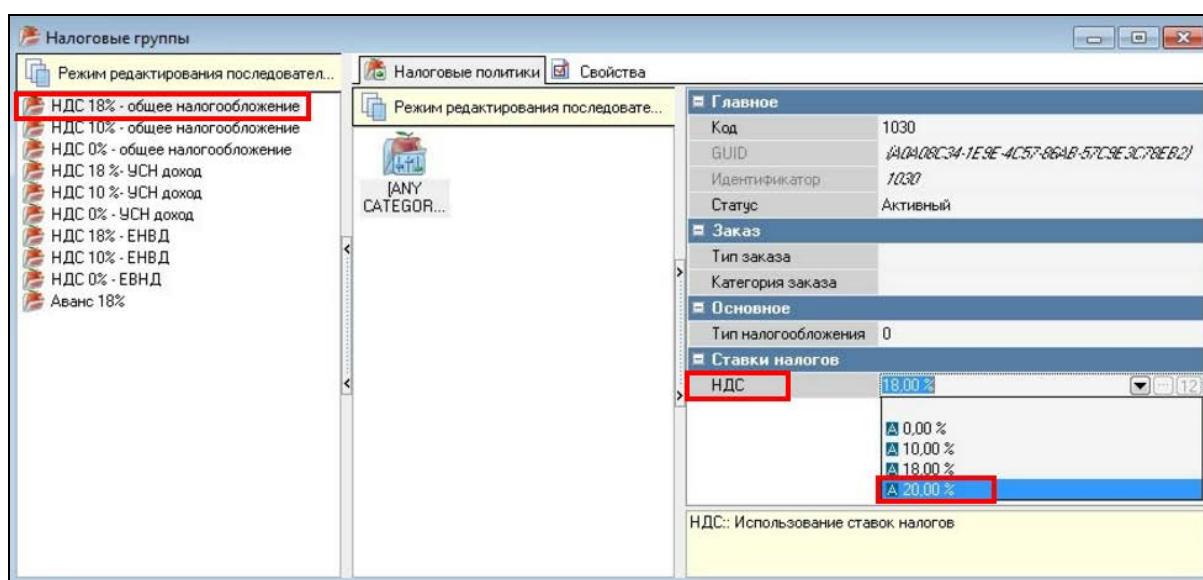 Налоговые группы
Режим редактирования последовател...
НДС 18% - общее налогообложение
НДС 10% - общее налогообложение
НДС 0% - общее налогообложение
НДС 18 %- УСН доход
НДС 10 %- УСН доход
НДС 0% - УСН доход
НДС 18% - ЕНВД
НДС 10% - ЕНВД
НДС 0% - ЕВНД
Аванс 18%
Налоговые политики
Свойства
Режим редактирования последовате...
[ANY
CATEGOR...
Главное
Код 1030
GUID {A0A08C34-1E9E-4C57-86AB-57C9E3C78EB2}
Идентификатор 1030
Статус Активный
Заказ
Тип заказа
Категория заказа
Основное
Тип налогообложения 0
Ставки налогов
НДС 18,00 %
12
A 0,00 %
A 10,00 %
A 18,00 %
A 20,00 %
НДС:: Использование ставок налогов